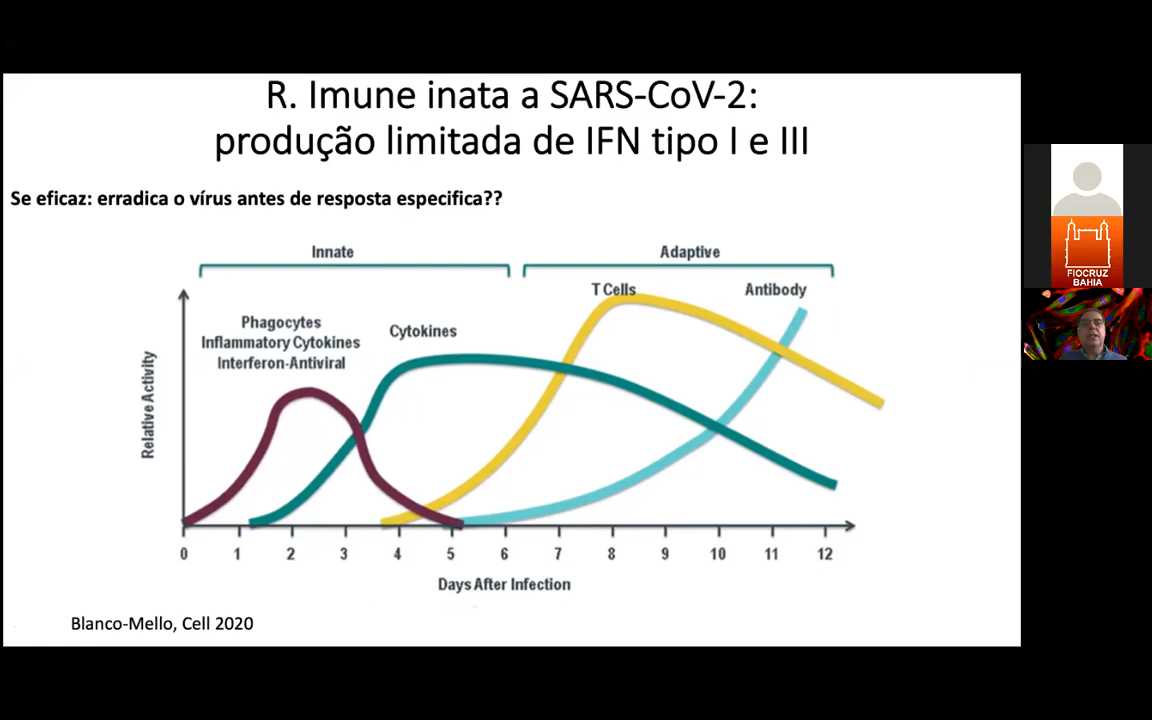 R. Imune inata a SARS-CoV-2:
produção limitada de IFN tipo I e III
Se eficaz: erradica o vírus antes de resposta especifica??
Innate
Adaptive
T Cells
Antibody
Phagocytes
Inflammatory Cytokines
Interferon-Antiviral
Cytokines
Relative Activity
0 1 2 3 4 5 6 7 8 9 10 11 12
Days After Infection
Blanco-Mello, Cell 2020
FIOCRUZ
BAHIA